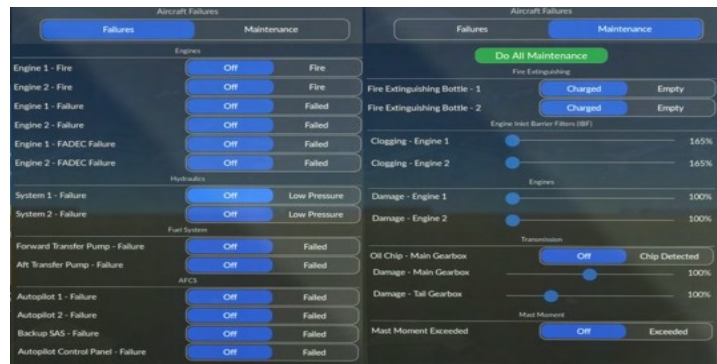 Aircraft Failures
Failures Maintenance
Engines
Engine 1 - Fire Off Fire
Engine 2 - Fire Off Fire
Engine 1 - Failure Off Failed
Engine 2 - Failure Off Failed
Engine 1 - FADEC Failure Off Failed
Engine 2 - FADEC Failure Off Failed
Hydraulics
System 1 - Failure Off Low Pressure
System 2 - Failure Off Low Pressure
Fuel System
Forward Transfer Pump - Failure Off Failed
Aft Transfer Pump - Failure Off Failed
AFCS
Autopilot 1 - Failure Off Failed
Autopilot 2 - Failure Off Failed
Backup SAS - Failure Off Failed
Autopilot Control Panel - Failure Off Failed
Aircraft Failures
Failures Maintenance
Do All Maintenance
Fire Extinguishing
Fire Extinguishing Bottle - 1 Charged Empty
Fire Extinguishing Bottle - 2 Charged Empty
Engine Inlet Barrier Filters (IBF)
Clogging - Engine 1 165%
Clogging - Engine 2 165%
Engines
Damage - Engine 1 100%
Damage - Engine 2 100%
Transmission
Oil Chip - Main Gearbox Off Chip Detected
Damage - Main Gearbox 100%
Damage - Tail Gearbox 100%
Mast Moment
Mast Moment Exceeded Off Exceeded